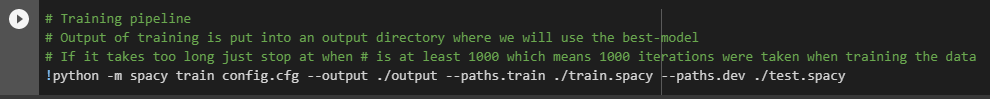 # Training pipeline
# Output of training is put into an output directory where we will use the best-model
# If it takes too long just stop at when # is at least 1000 which means 1000 iterations were taken when training the data
!python -m spacy train config.cfg --output ./output --paths.train ./train.spacy --paths.dev ./test.spacy